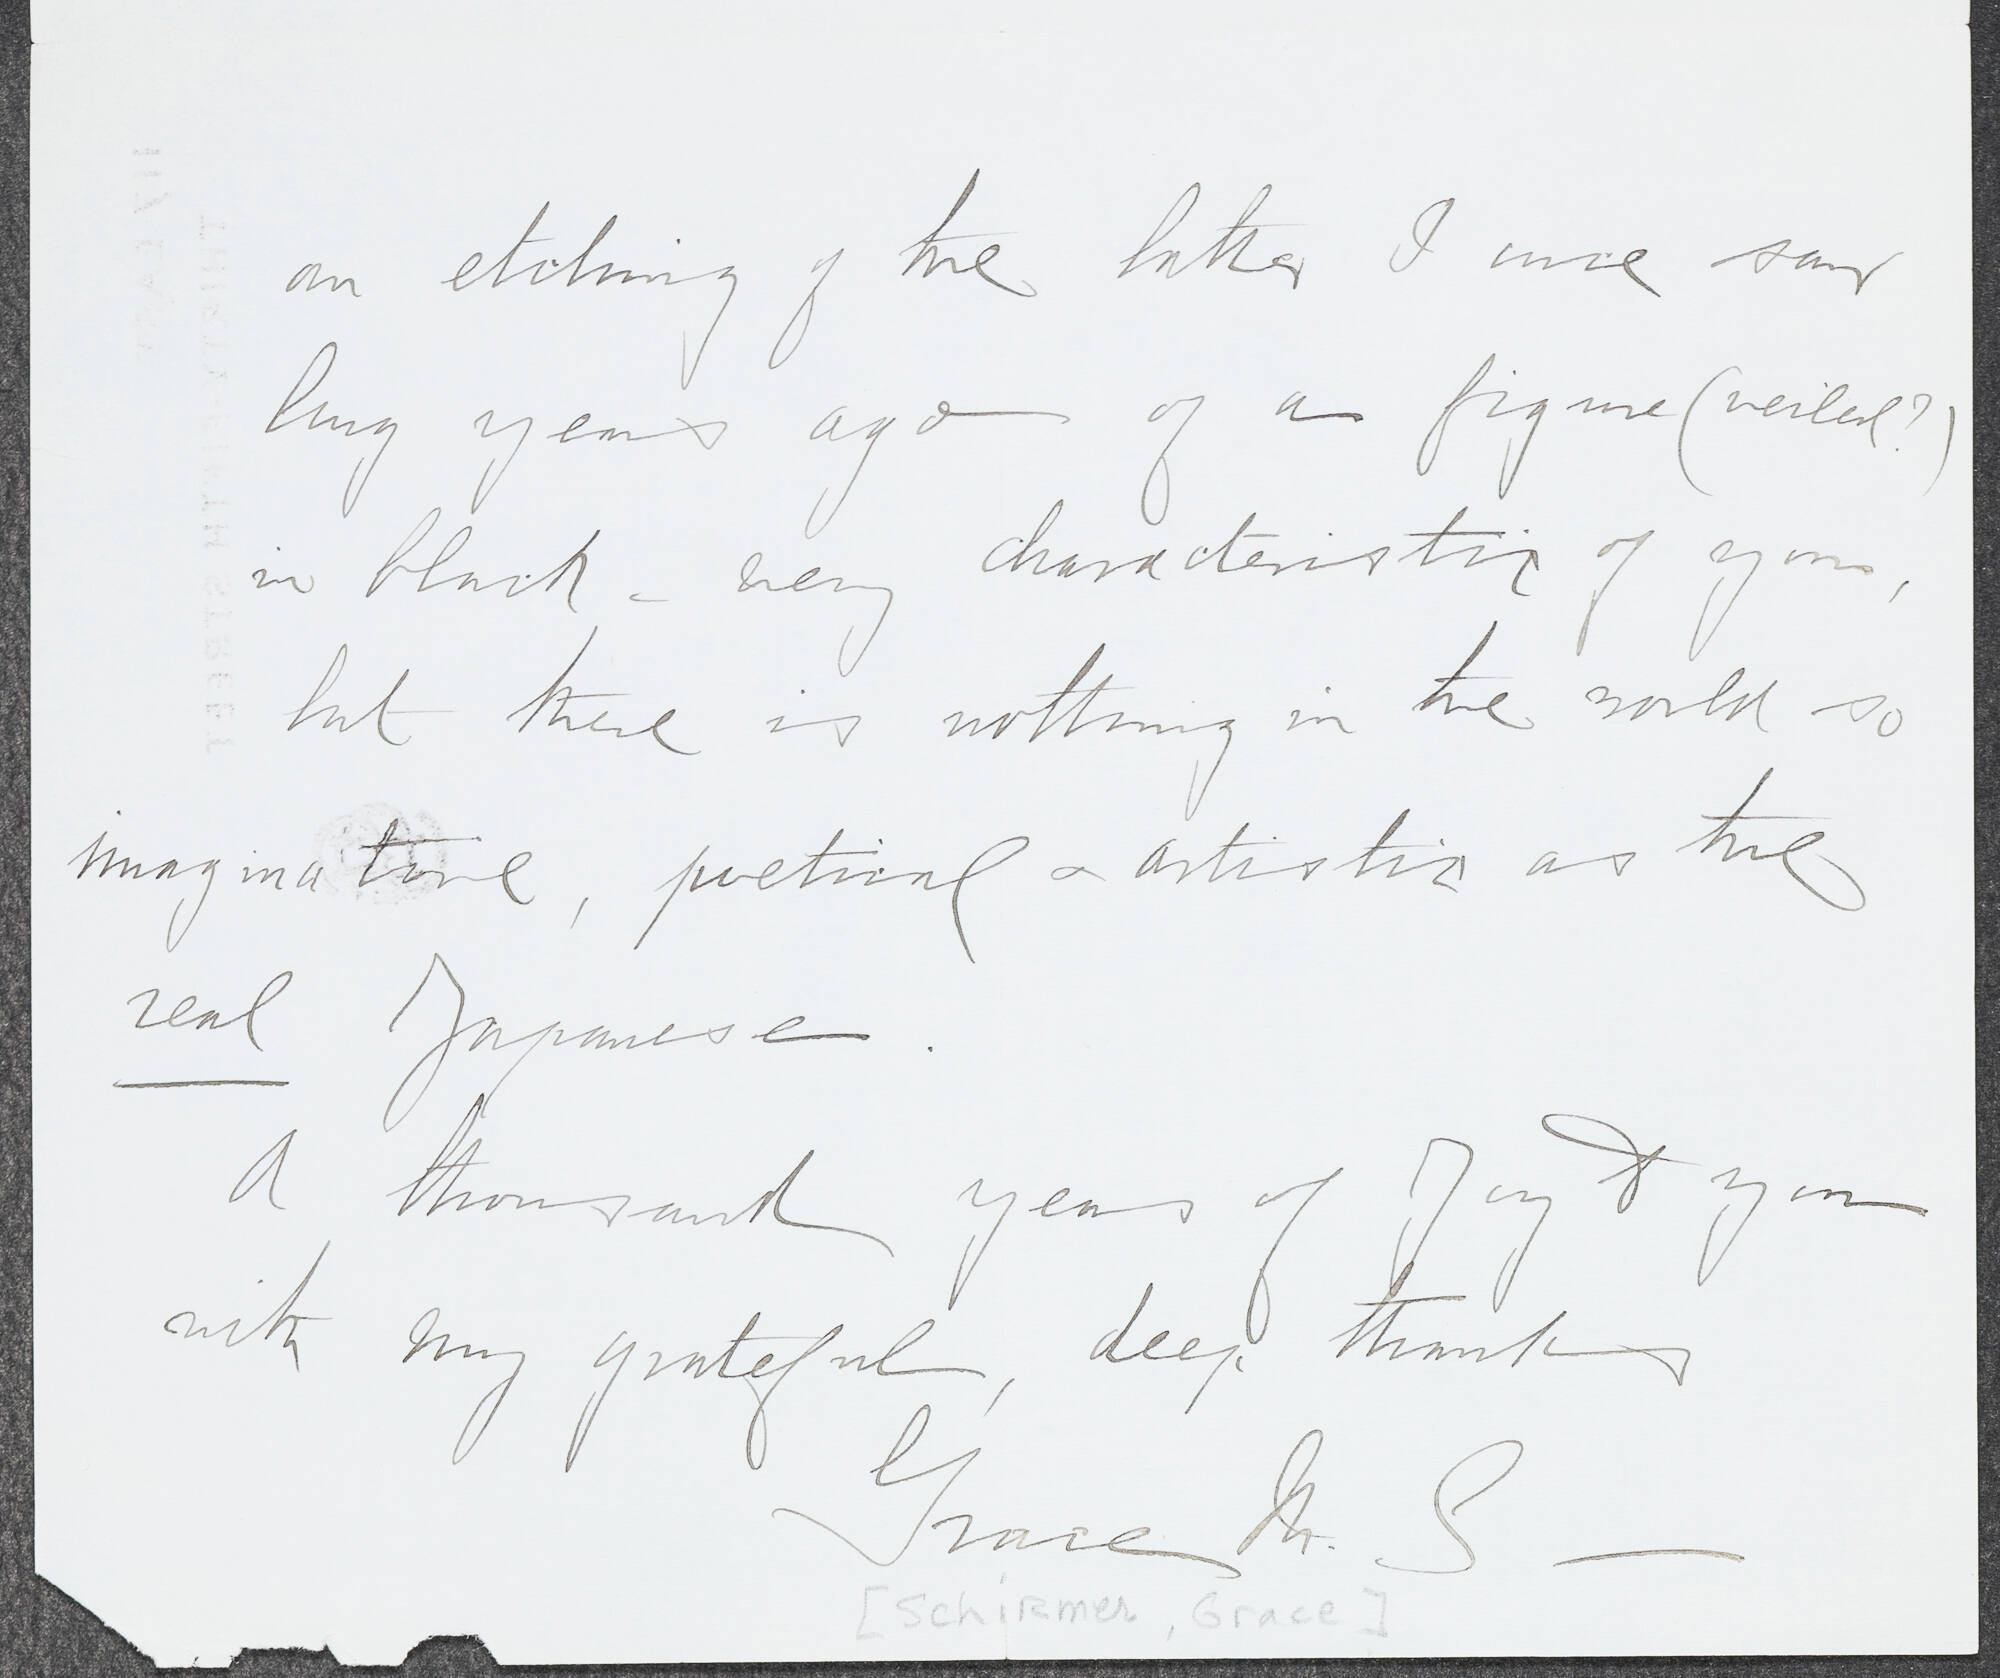 an etching of the latter I once saw
long years ago of a figure (veiled?)
in black – very characteristic of you,
but there is nothing in the world so
imaginative, poetical & artistic as the
real Japanese.
A thousand years of Joy to you
with my grateful, deep thanks
Grace M. S –
[Schirmer, Grace]